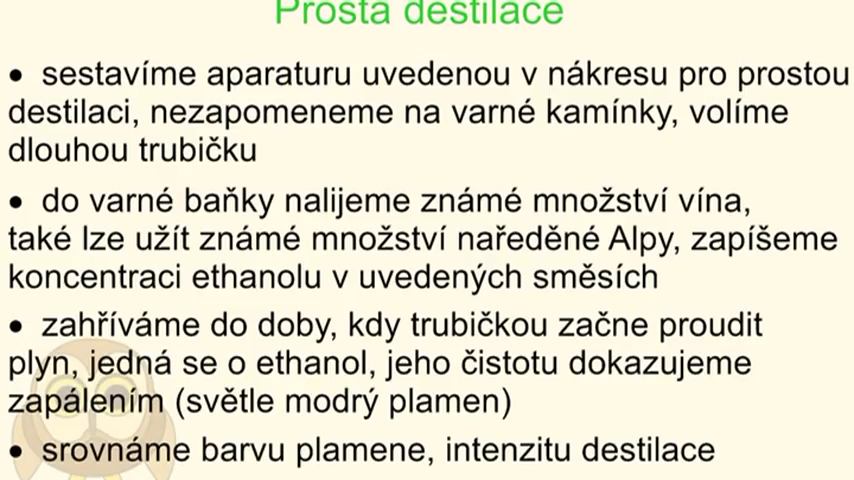 Prostá destilace
• sestavíme aparaturu uvedenou v nákresu pro prostou
destilaci, nezapomeneme na varné kamínky, volíme
dlouhou trubičku
• do varné baňky nalijeme známé množství vína,
také lze užít známé množství naředěné Alpy, zapíšeme
koncentraci ethanolu v uvedených směsích
• zahříváme do doby, kdy trubičkou začne proudit
plyn, jedná se o ethanol, jeho čistotu dokazujeme
zapálením (světle modrý plamen)
• srovnáme barvu plamene, intenzitu destilace